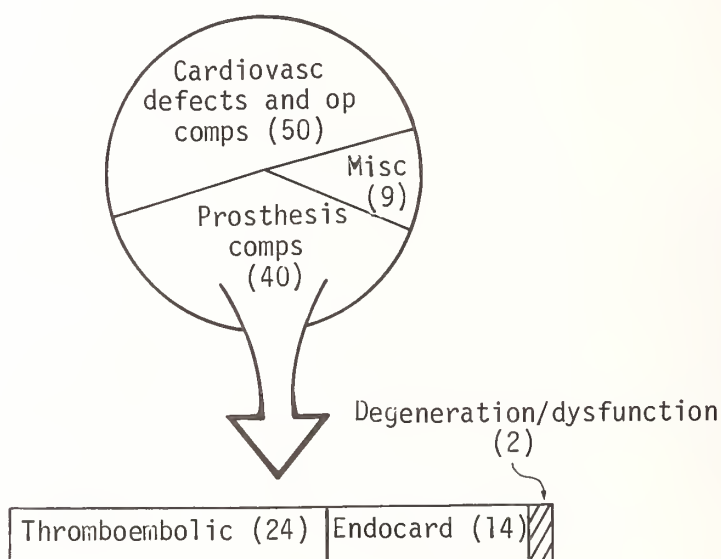 Cardiovasc
defects and op
comps (50)
Misc
(9)
Prosthesis
comps
(40)
Degeneration/dysfunction
(2)
Thromboembolic (24)
Endocard (14)